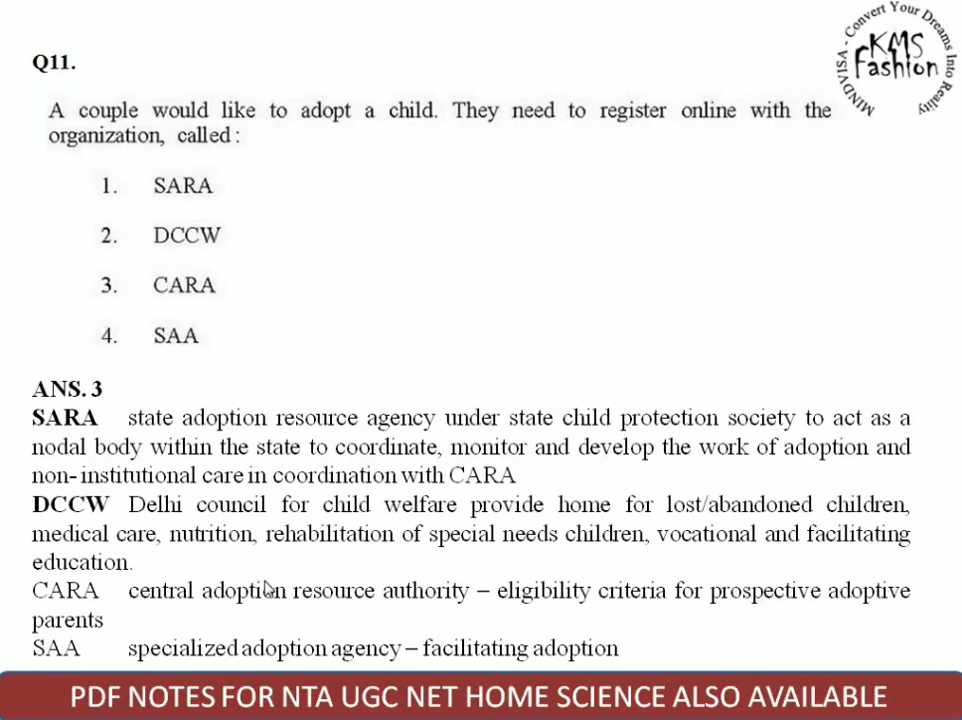 MINDVISA - Convert Your Dreams Into Reality
KMS
Fashion
Q11.
A couple would like to adopt a child. They need to register online with the
organization, called :
1. SARA
2. DCCW
3. CARA
4. SAA
ANS. 3
SARA state adoption resource agency under state child protection society to act as a
nodal body within the state to coordinate, monitor and develop the work of adoption and
non- institutional care in coordination with CARA
DCCW Delhi council for child welfare provide home for lost/abandoned children,
medical care, nutrition, rehabilitation of special needs children, vocational and facilitating
education.
CARA central adoption resource authority – eligibility criteria for prospective adoptive
parents
SAA specialized adoption agency – facilitating adoption
PDF NOTES FOR NTA UGC NET HOME SCIENCE ALSO AVAILABLE